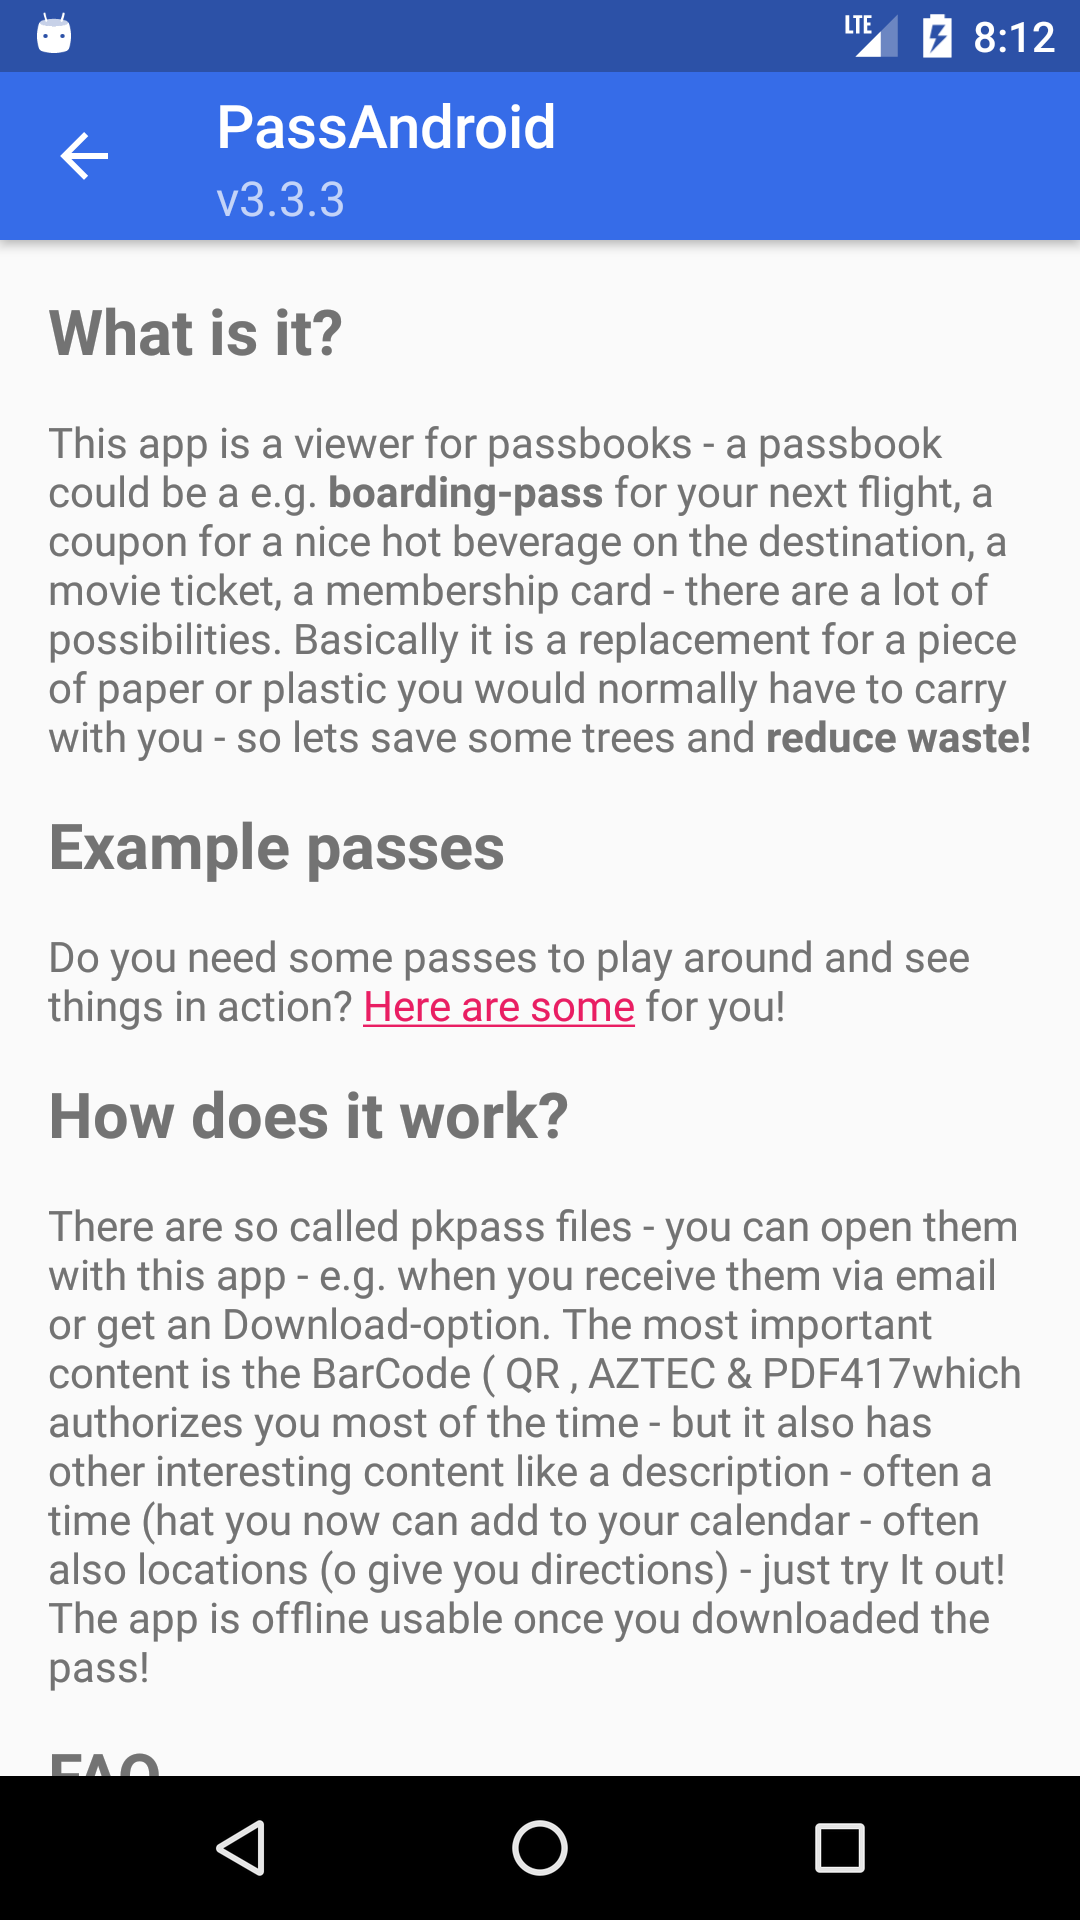 LTE 8:12
PassAndroid
v3.3.3
What is it?
This app is a viewer for passbooks - a passbook
could be a e.g. boarding-pass for your next flight, a
coupon for a nice hot beverage on the destination, a
movie ticket, a membership card - there are a lot of
possibilities. Basically it is a replacement for a piece
of paper or plastic you would normally have to carry
with you - so lets save some trees and reduce waste!
Example passes
Do you need some passes to play around and see
things in action? Here are some for you!
How does it work?
There are so called pkpass files - you can open them
with this app - e.g. when you receive them via email
or get an Download-option. The most important
content is the BarCode ( QR , AZTEC & PDF417which
authorizes you most of the time - but it also has
other interesting content like a description - often a
time (hat you now can add to your calendar - often
also locations (o give you directions) - just try It out!
The app is offline usable once you downloaded the
pass!
FAQ